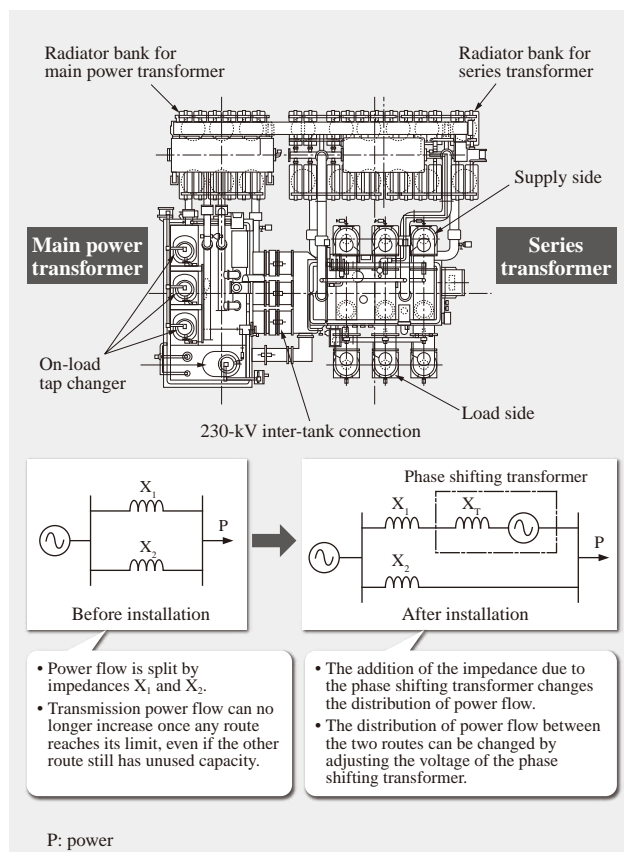 Radiator bank for
main power transformer
Radiator bank for
series transformer
Supply side
Main power
transformer
Series
transformer
On-load
tap changer
Load side
230-kV inter-tank connection
Phase shifting transformer
X₁
X₂
P
X₁
X_T
X₂
P
Before installation
After installation
• Power flow is split by
impedances X₁ and X₂.
• Transmission power flow can no
longer increase once any route
reaches its limit, even if the other
route still has unused capacity.
• The addition of the impedance due to
the phase shifting transformer changes
the distribution of power flow.
• The distribution of power flow between
the two routes can be changed by
adjusting the voltage of the phase
shifting transformer.
P: power